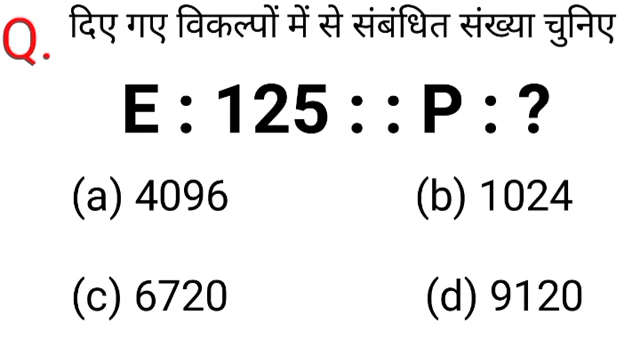 Q. दिए गए विकल्पों में से संबंधित संख्या चुनिए
E : 125 : : P : ?
(a) 4096 (b) 1024
(c) 6720 (d) 9120